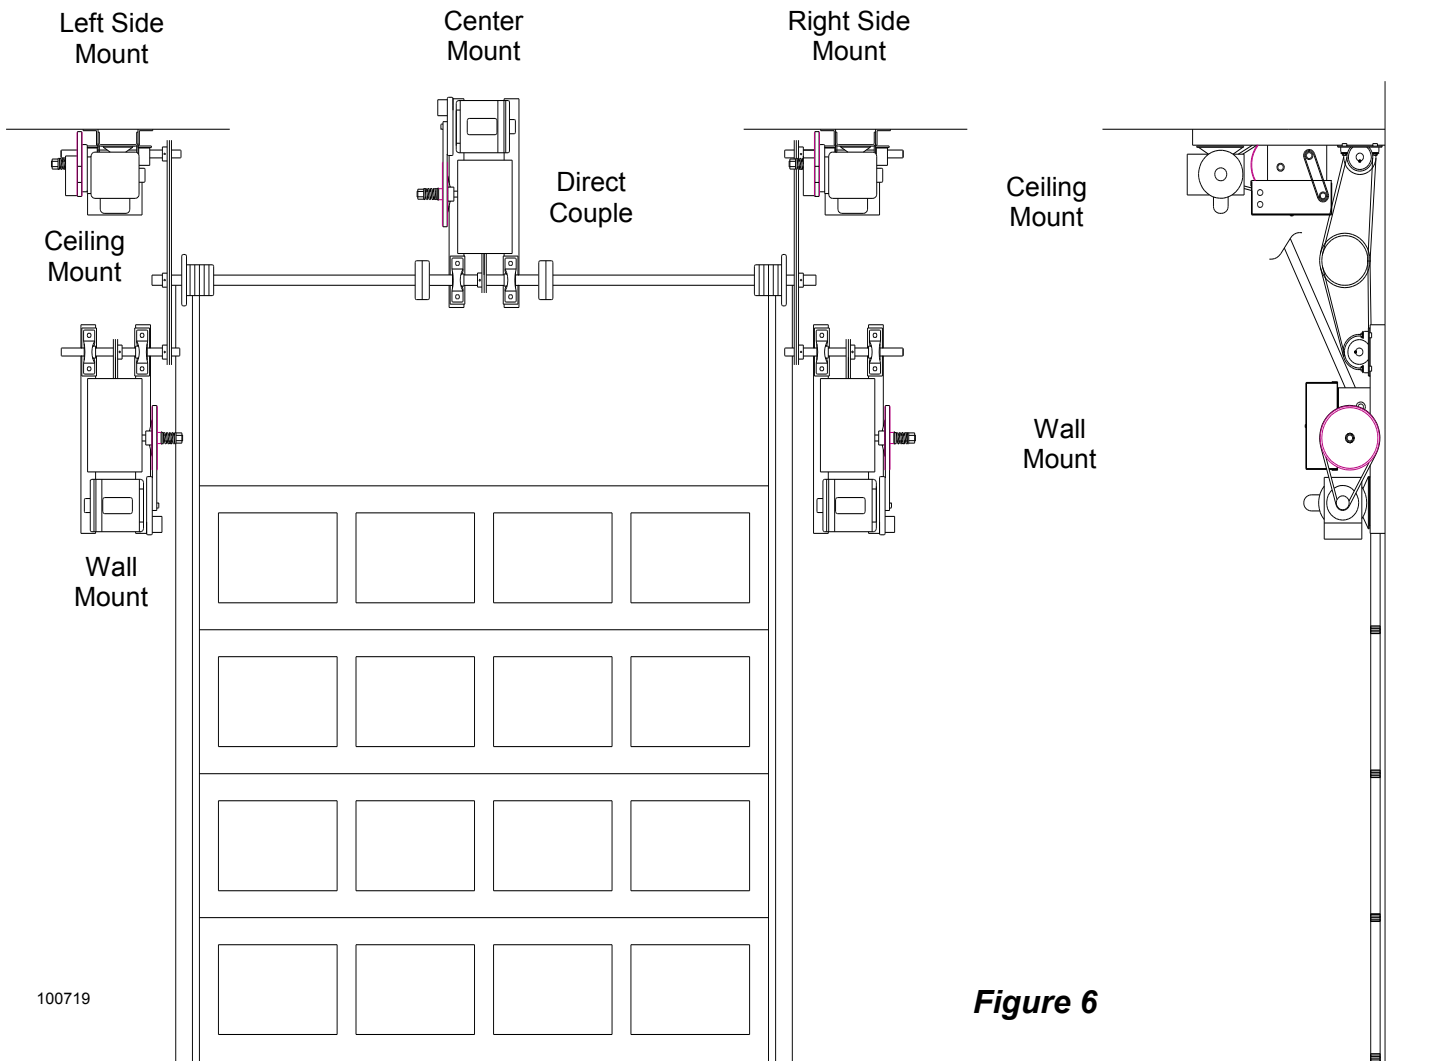 Left Side
Mount
Center
Mount
Right Side
Mount
Direct
Couple
Ceiling
Mount
Ceiling
Mount
Wall
Mount
Wall
Mount
100719
Figure 6